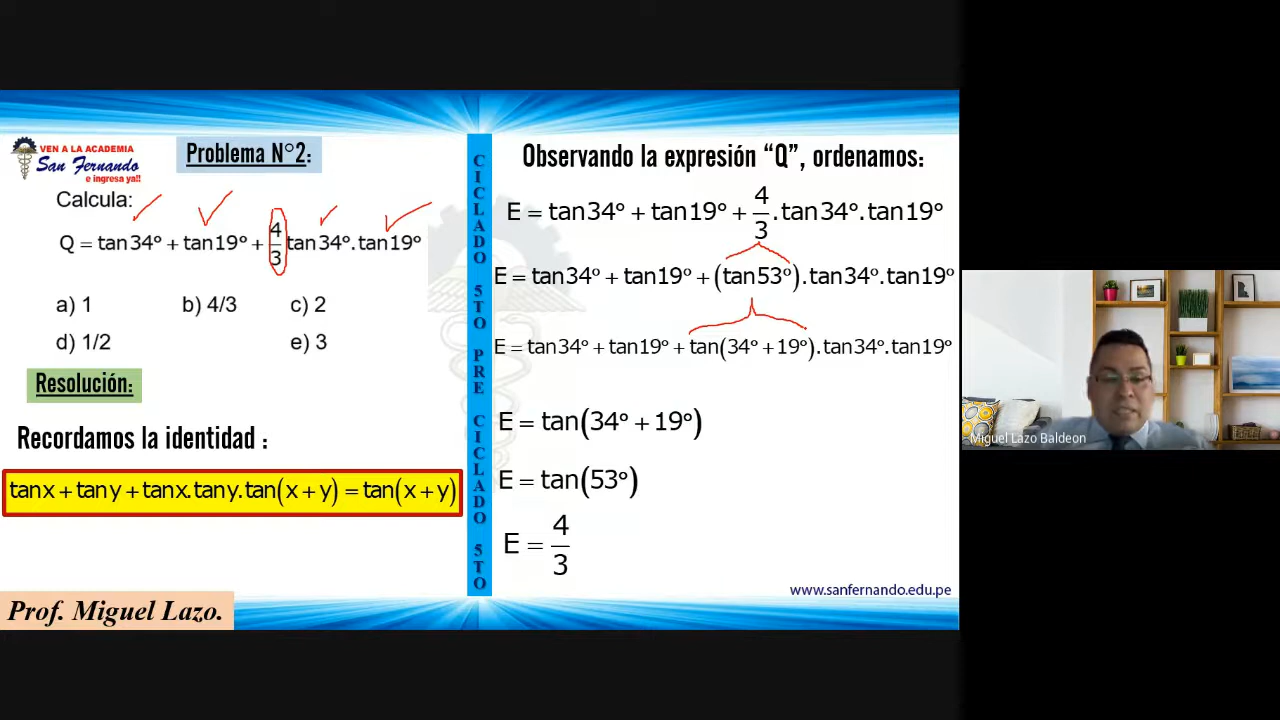 VEN A LA ACADEMIA
San Fernando
e ingresa ya!!
Problema N°2:
Calcula:
Q = tan34° + tan19° + 4/3 tan34°.tan19°
a) 1 b) 4/3 c) 2
d) 1/2 e) 3
Resolución:
Recordamos la identidad :
tanx + tany + tanx.tany.tan(x + y) = tan(x + y)
Prof. Miguel Lazo.
CICLADO 5TO PRE CICLADO 5TO
Observando la expresión “Q”, ordenamos:
E = tan34° + tan19° + 4/3 .tan34°.tan19°
E = tan34° + tan19° + (tan53°).tan34°.tan19°
E = tan34° + tan19° + tan(34° + 19°).tan34°.tan19°
E = tan(34° + 19°)
E = tan(53°)
E = 4/3
www.sanfernando.edu.pe
Miguel Lazo Baldeon